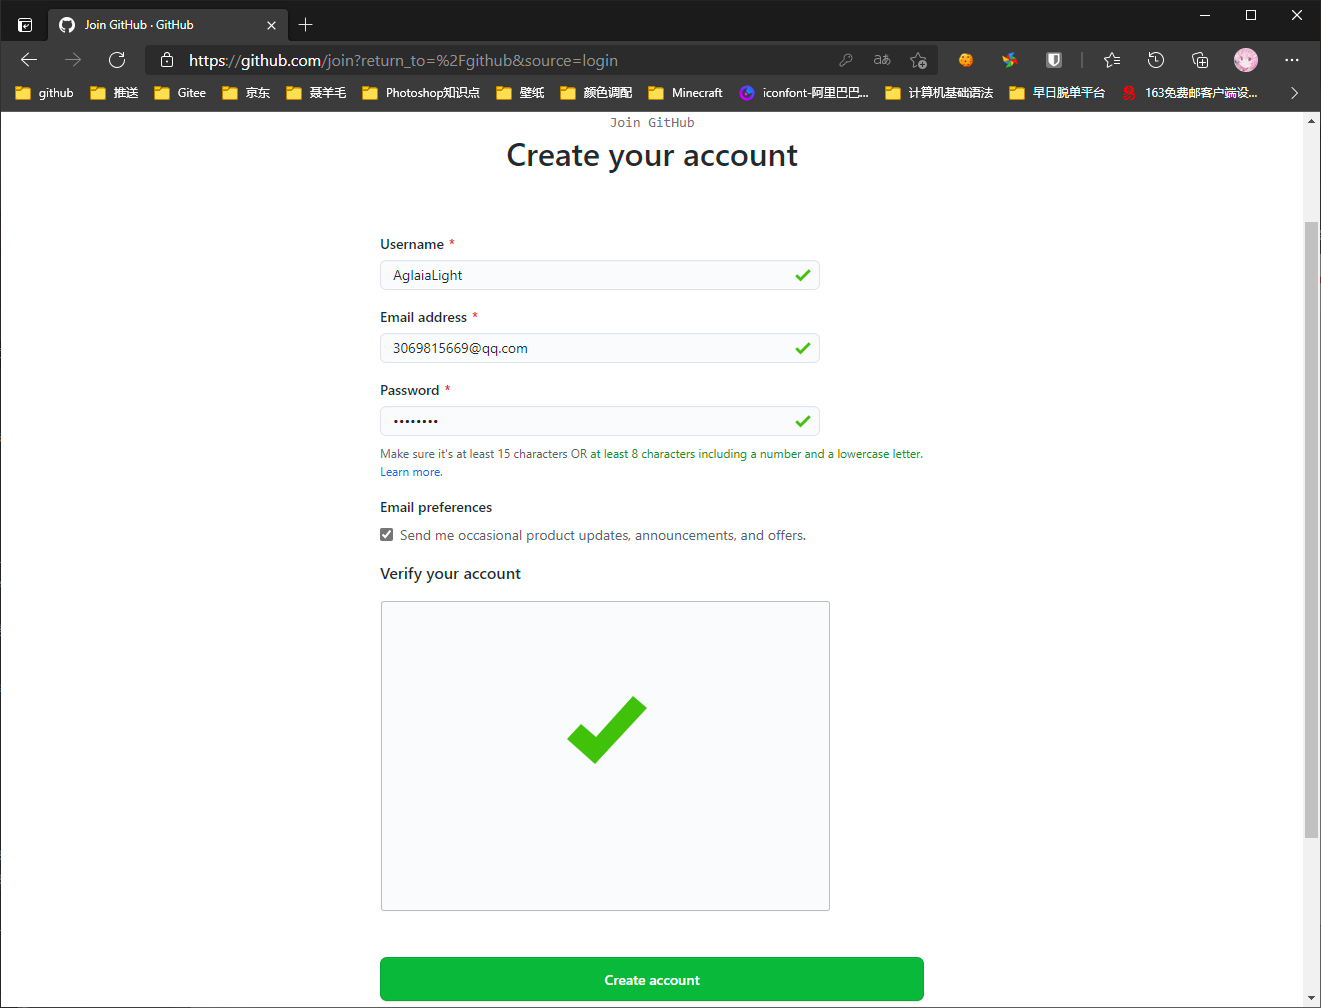 Join GitHub · GitHub
https://github.com/join?return_to=%2Fgithub&source=login
github 推送 Gitee 京东 聂羊毛 Photoshop知识点 壁纸 颜色调配 Minecraft iconfont-阿里巴巴... 计算机基础语法 早日脱单平台 163免费邮客户端设...
Join GitHub
Create your account
Username *
AglaiaLight
Email address *
3069815669@qq.com
Password *
••••••••
Make sure it's at least 15 characters OR at least 8 characters including a number and a lowercase letter.
Learn more.
Email preferences
Send me occasional product updates, announcements, and offers.
Verify your account
Create account